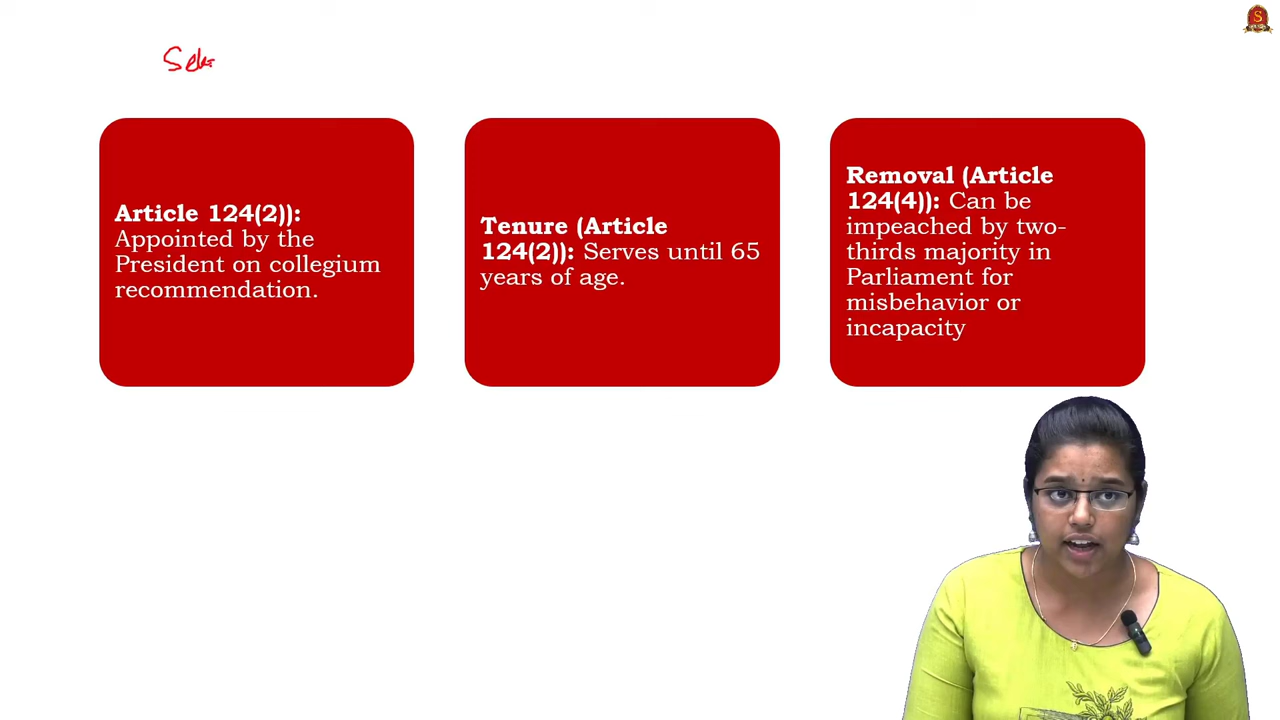 Article 124(2)):
Appointed by the
President on collegium
recommendation.
Tenure (Article
124(2)): Serves until 65
years of age.
Removal (Article
124(4)): Can be
impeached by two-
thirds majority in
Parliament for
misbehavior or
incapacity